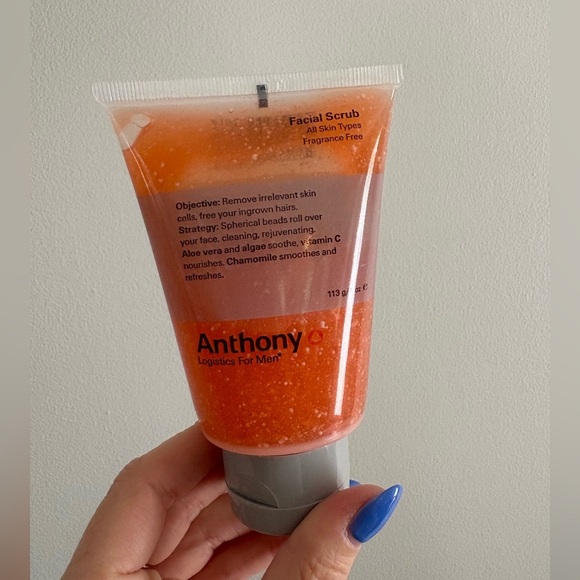 Facial Scrub
All Skin Types
Fragrance Free
Objective: Remove irrelevant skin
cells, free your ingrown hairs.
Strategy: Spherical beads roll over
your face, cleaning, rejuvenating.
Aloe vera and algae soothe, vitamin C
nourishes. Chamomile smoothes and
refreshes.
113 g oz ℮
Anthony
Logistics For Men®